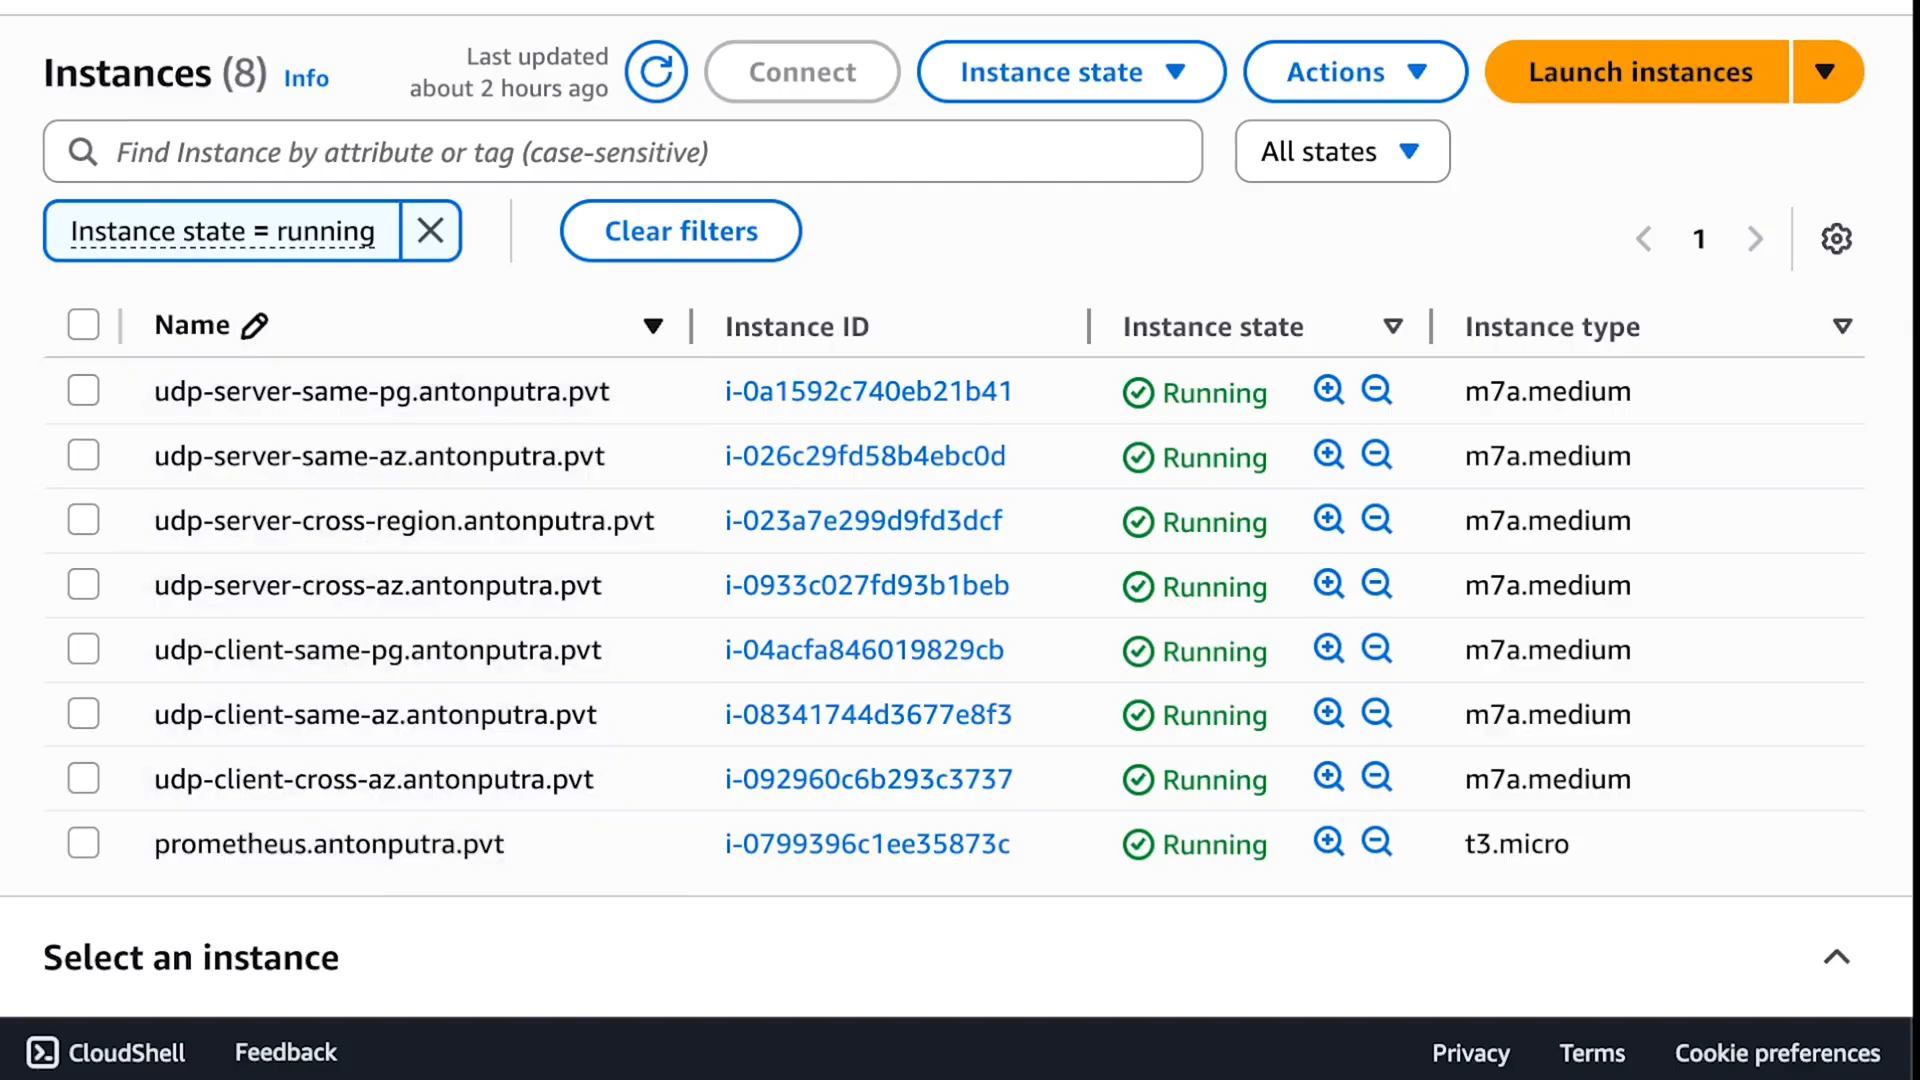 Instances (8) Info
Last updated
about 2 hours ago
Connect
Instance state
Actions
Launch instances
Find Instance by attribute or tag (case-sensitive)
All states
Instance state = running
Clear filters
1
Name Instance ID Instance state Instance type
udp-server-same-pg.antonputra.pvt i-0a1592c740eb21b41 Running m7a.medium
udp-server-same-az.antonputra.pvt i-026c29fd58b4ebc0d Running m7a.medium
udp-server-cross-region.antonputra.pvt i-023a7e299d9fd3dcf Running m7a.medium
udp-server-cross-az.antonputra.pvt i-0933c027fd93b1beb Running m7a.medium
udp-client-same-pg.antonputra.pvt i-04acfa846019829cb Running m7a.medium
udp-client-same-az.antonputra.pvt i-08341744d3677e8f3 Running m7a.medium
udp-client-cross-az.antonputra.pvt i-092960c6b293c3737 Running m7a.medium
prometheus.antonputra.pvt i-0799396c1ee35873c Running t3.micro
Select an instance
CloudShell Feedback Privacy Terms Cookie preferences